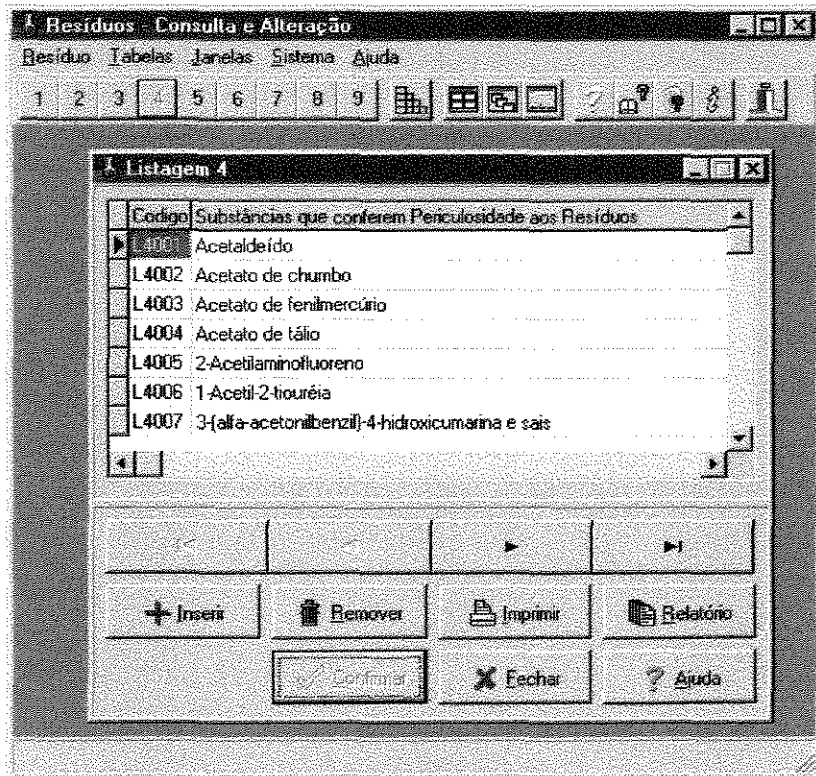 Resíduos - Consulta e Alteração
Resíduo Tabelas Janelas Sistema Ajuda
1 2 3 4 5 6 7 8 9
Listagem 4
Codigo Substâncias que conferem Periculosidade aos Resíduos
L4001 Acetaldeído
L4002 Acetato de chumbo
L4003 Acetato de fenilmercúrio
L4004 Acetato de tálio
L4005 2-Acetilaminofluoreno
L4006 1-Acetil-2-tiouréia
L4007 3-(alfa-acetonilbenzil)-4-hidroxicumarina e sais
Inserir Remover Imprimir Relatório
Confirmar Fechar Ajuda